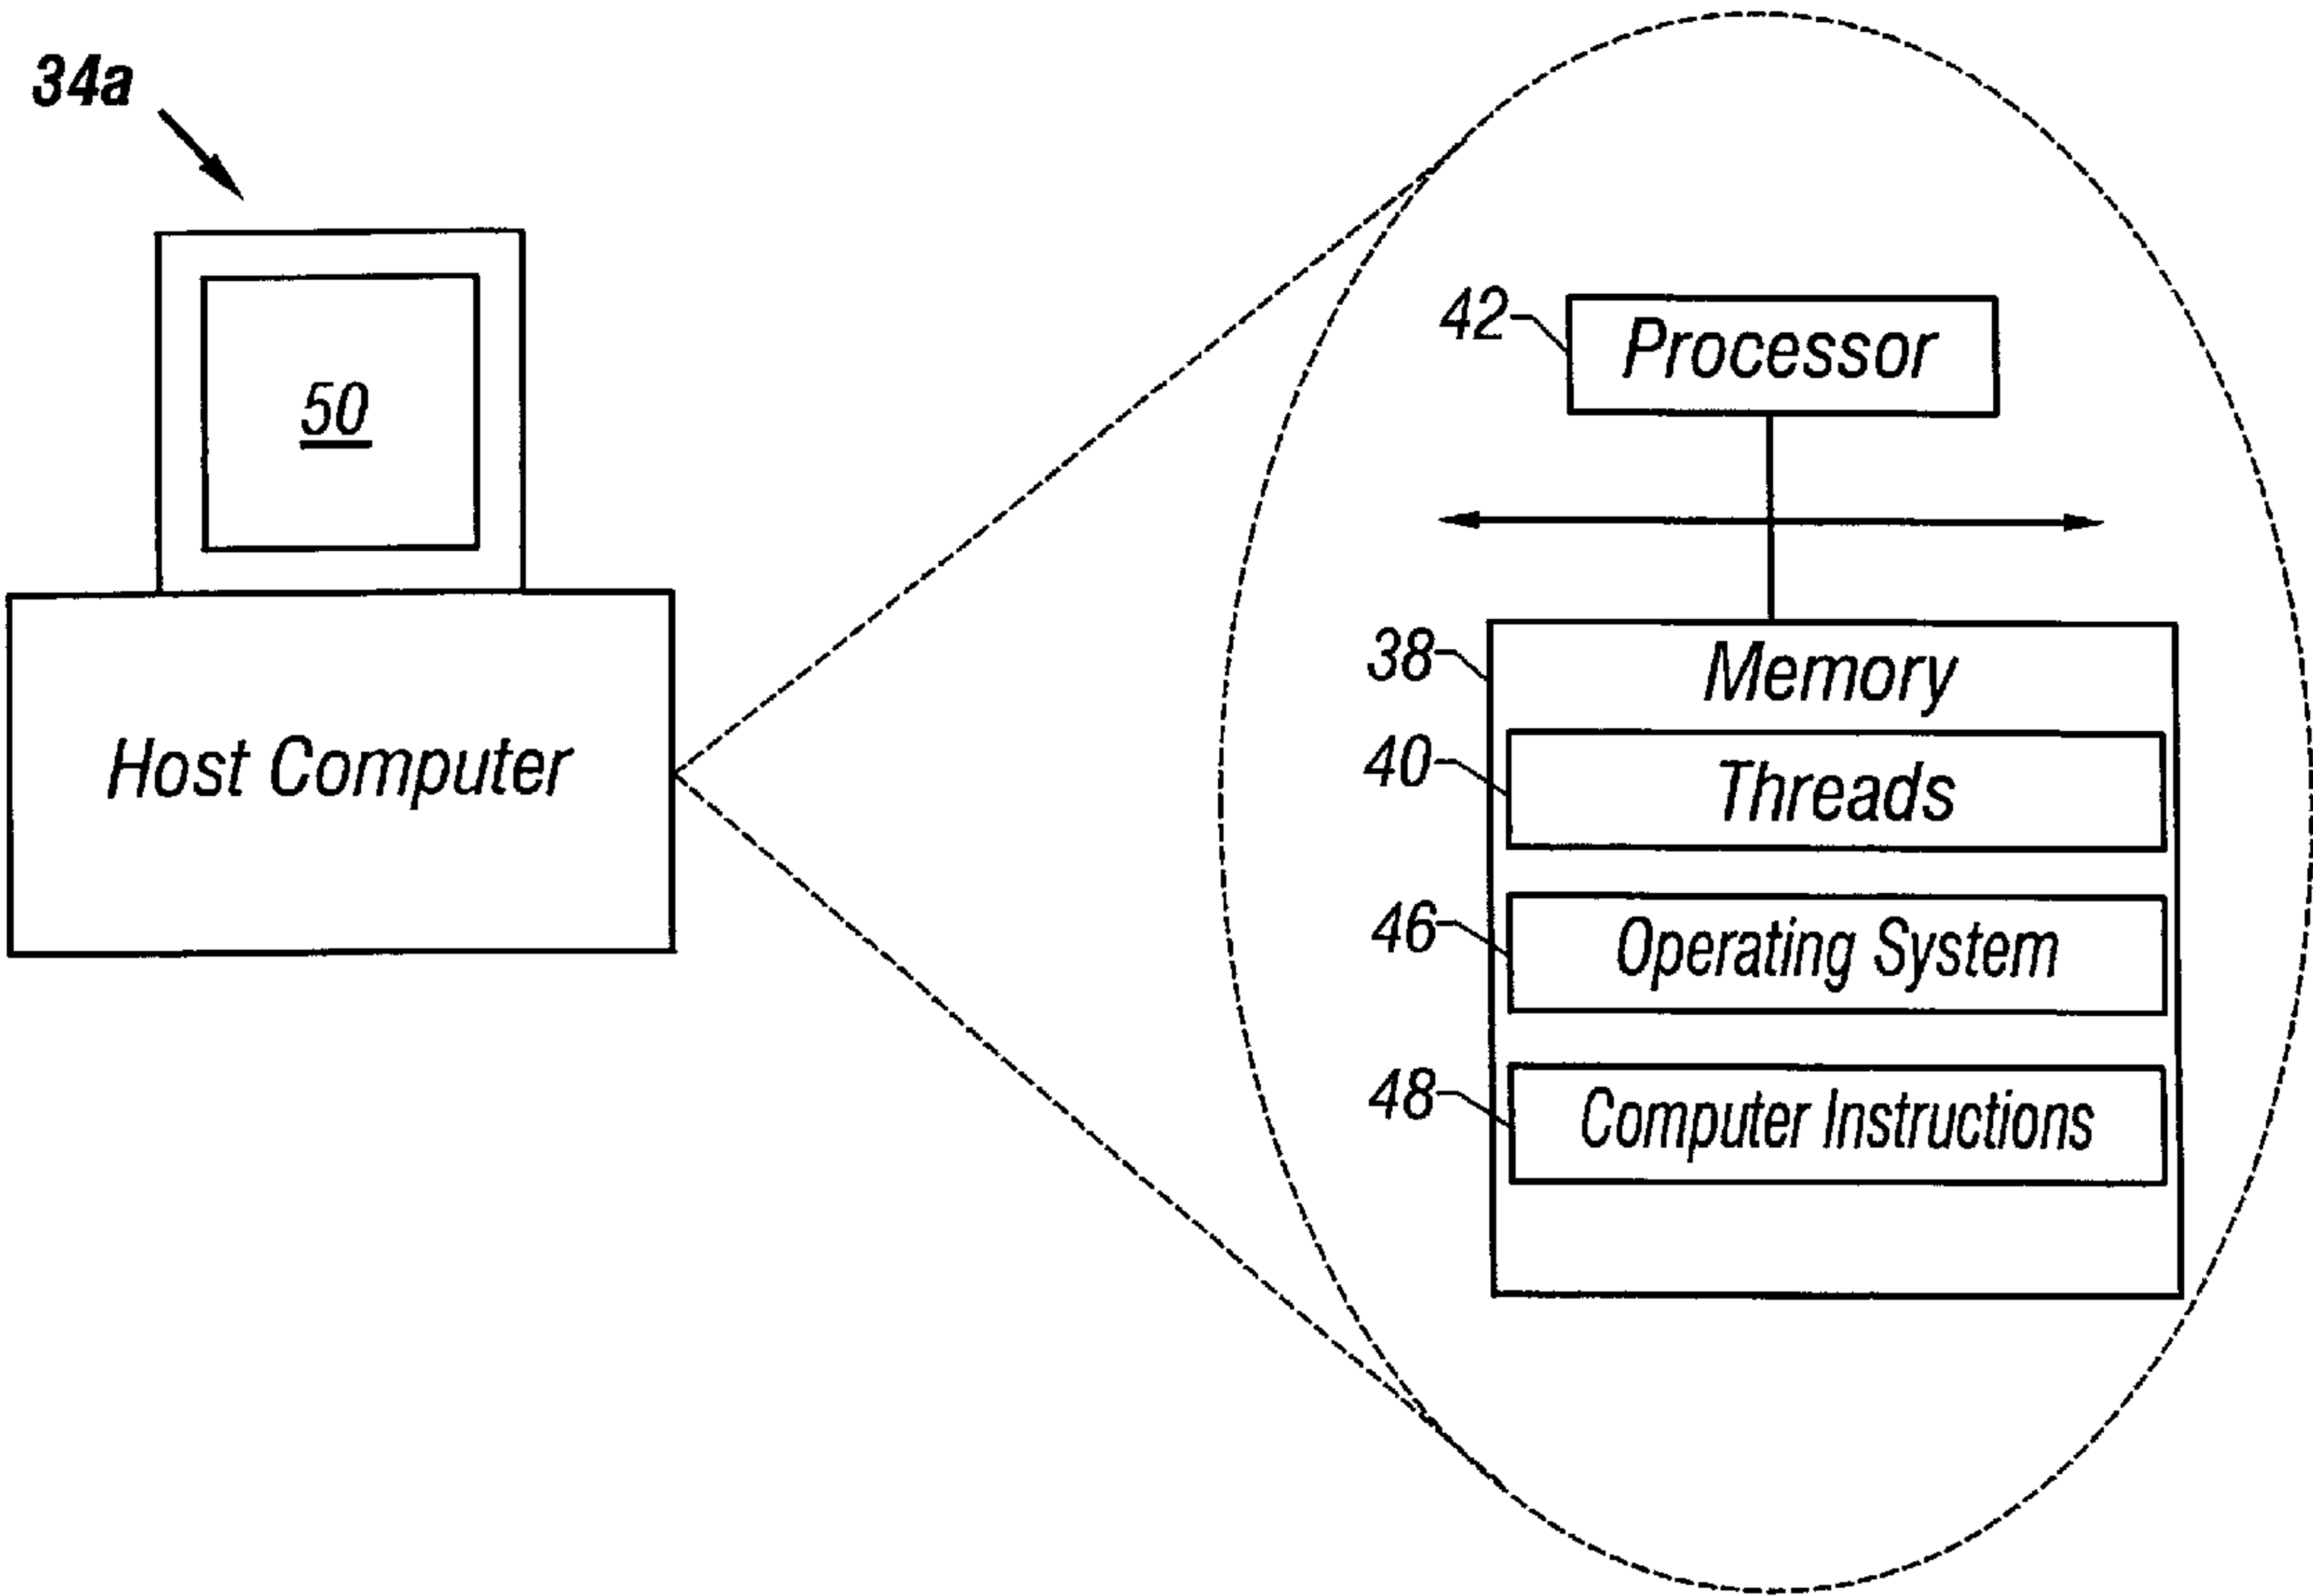 34a
50
Host Computer
42
Processor
38
Memory
40
Threads
46
Operating System
48
Computer Instructions